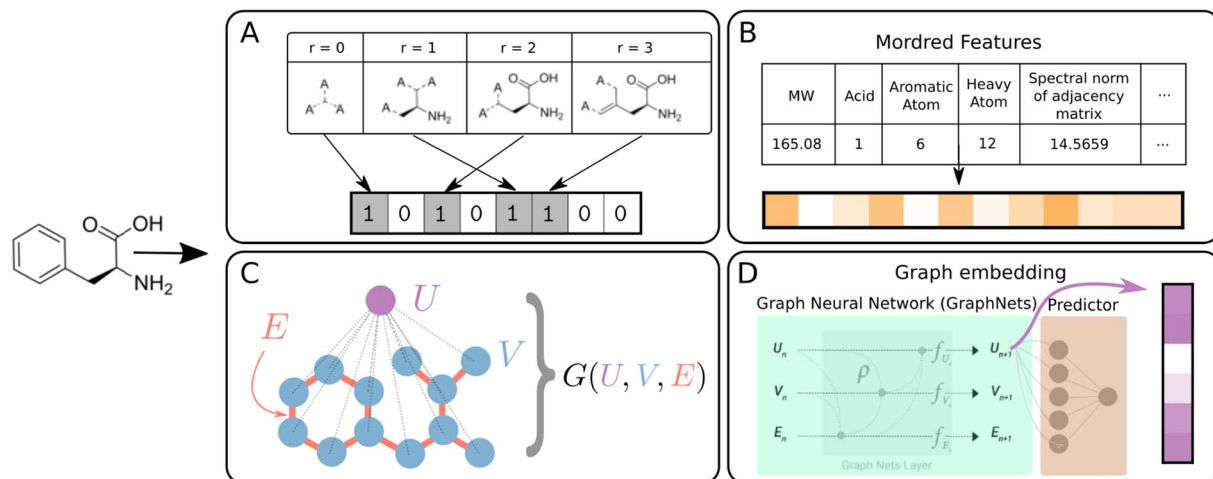 A
r = 0 r = 1 r = 2 r = 3
A A A
A A A NH₂
A A O OH NH₂
A A O OH NH₂
1 0 1 0 1 1 0 0
B
Mordred Features
MW Acid Aromatic Atom Heavy Atom Spectral norm of adjacency matrix ...
165.08 1 6 12 14.5659 ...
O OH
NH₂
C
U
E
V
G(U, V, E)
D
Graph embedding
Graph Neural Network (GraphNets) Predictor
Uₙ ρ f_Uₙ Uₙ₊₁
Vₙ f_Vₙ Vₙ₊₁
Eₙ f_Eₙ Eₙ₊₁
Graph Nets Layer